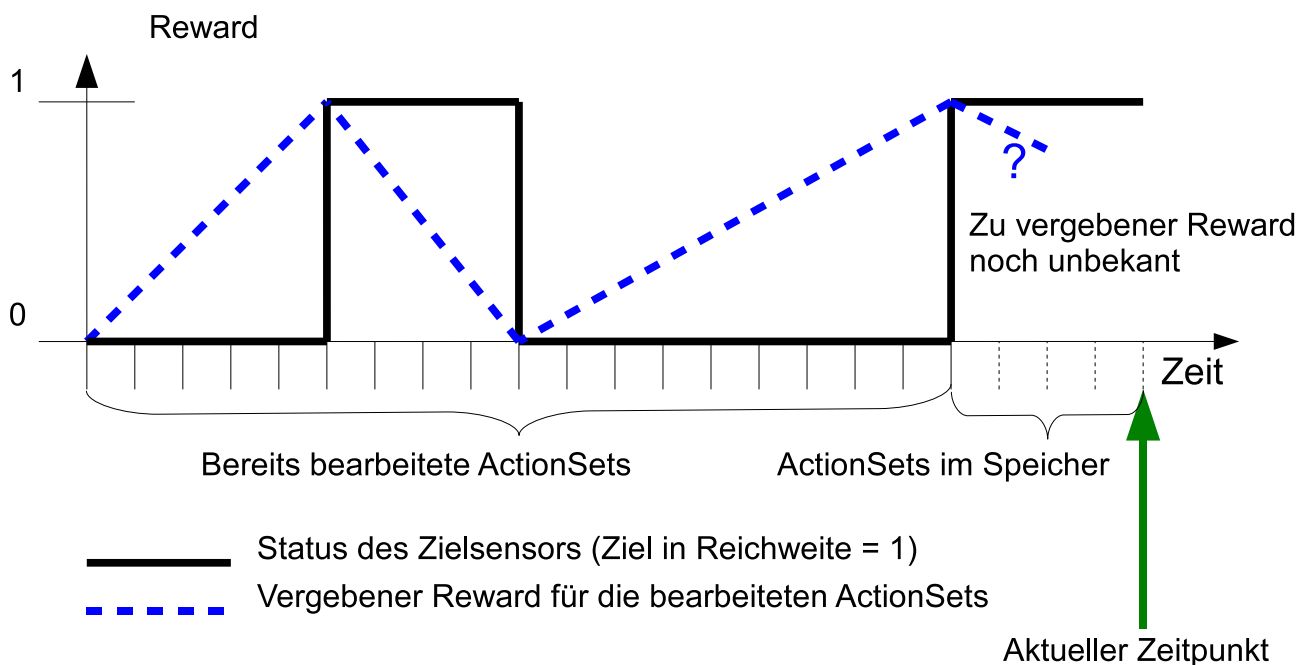 Reward
1
?
Zu vergebener Reward
noch unbekant
0
Zeit
Bereits bearbeitete ActionSets
ActionSets im Speicher
Status des Zielsensors (Ziel in Reichweite = 1)
Vergebener Reward für die bearbeiteten ActionSets
Aktueller Zeitpunkt